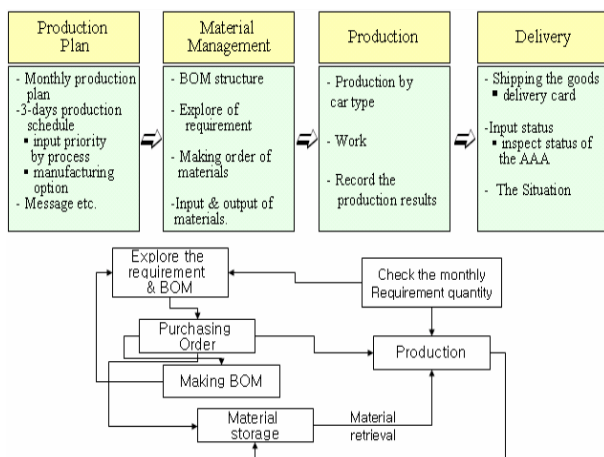 Production
Plan
- Monthly production
plan
-3-days production
schedule
▪ input priority
by process
▪ manufacturing
option
- Message etc.
Material
Management
- BOM structure
- Explore of
requirement
- Making order of
materials
-Input & output of
materials.
Production
- Production by
car type
- Work
- Record the
production results
Delivery
- Shipping the goods
▪ delivery card
-Input status
▪ inspect status of
the AAA
- The Situation
Explore the
requirement
& BOM
Check the monthly
Requirement quantity
Purchasing
Order
Production
Making BOM
Material
storage
Material
retrieval